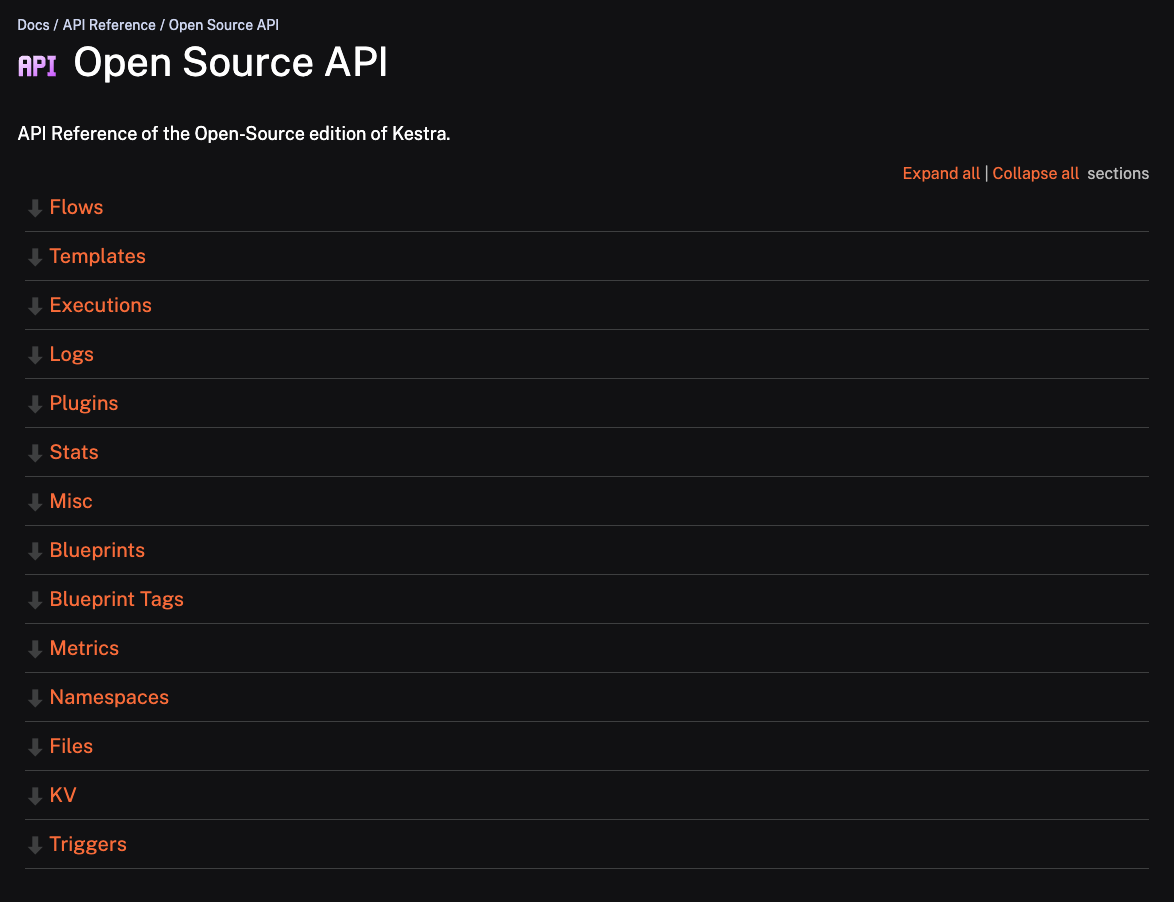 Docs / API Reference / Open Source API
API Open Source API
API Reference of the Open-Source edition of Kestra.
Expand all | Collapse all sections
Flows
Templates
Executions
Logs
Plugins
Stats
Misc
Blueprints
Blueprint Tags
Metrics
Namespaces
Files
KV
Triggers